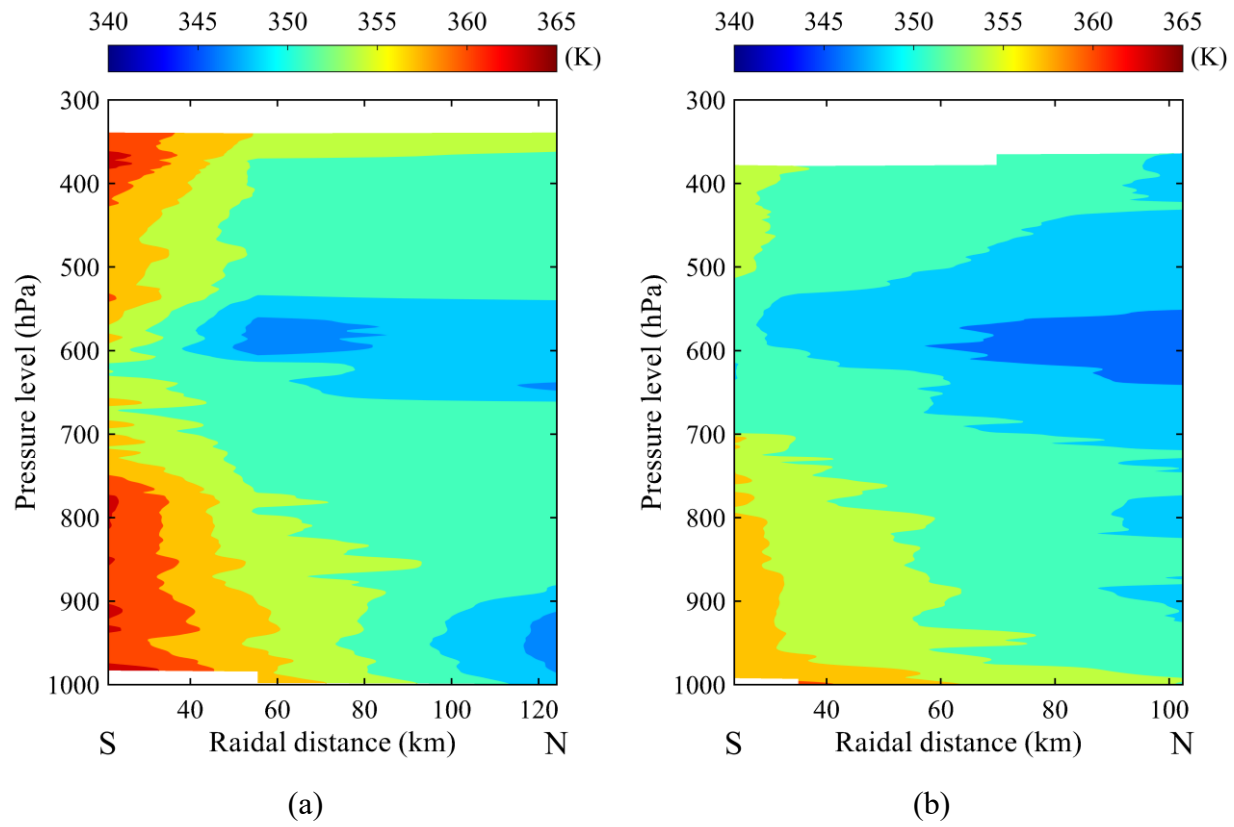 340 345 350 355 360 365
(K)
300
400
500
600
700
800
900
1000
Pressure level (hPa)
40 60 80 100 120
S Raidal distance (km) N
(a)
340 345 350 355 360 365
(K)
300
400
500
600
700
800
900
1000
Pressure level (hPa)
40 60 80 100
S Raidal distance (km) N
(b)